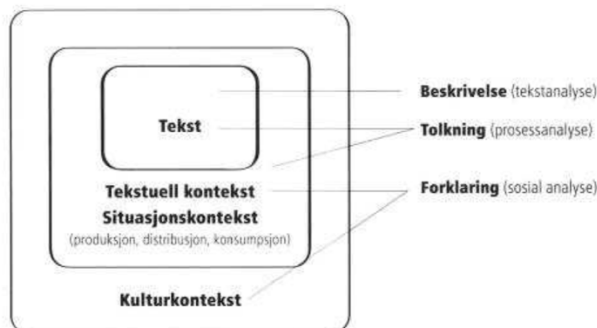 Tekst
Tekstuell kontekst
Situasjonskontekst
(produksjon, distribusjon, konsumpsjon)
Kulturkontekst
Beskrivelse (tekstanalyse)
Tolkning (prosessanalyse)
Forklaring (sosial analyse)